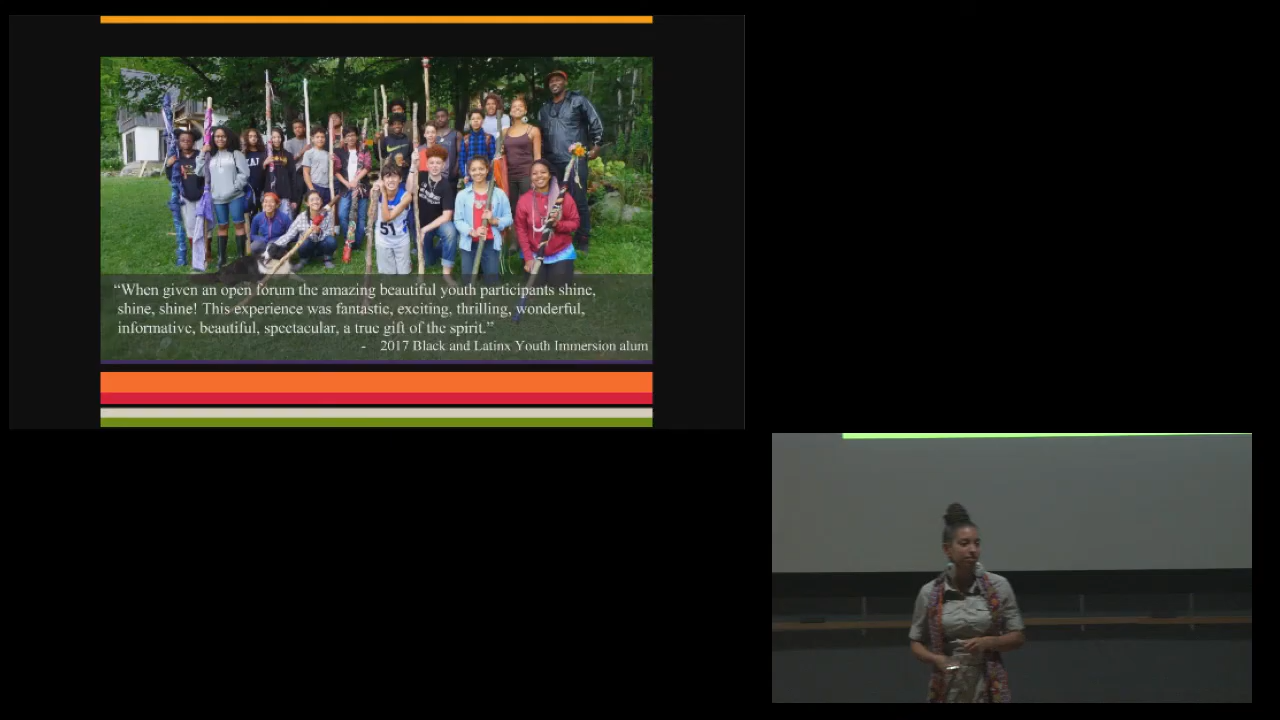 “When given an open forum the amazing beautiful youth participants shine,
shine, shine! This experience was fantastic, exciting, thrilling, wonderful,
informative, beautiful, spectacular, a true gift of the spirit.”
- 2017 Black and Latinx Youth Immersion alum
51